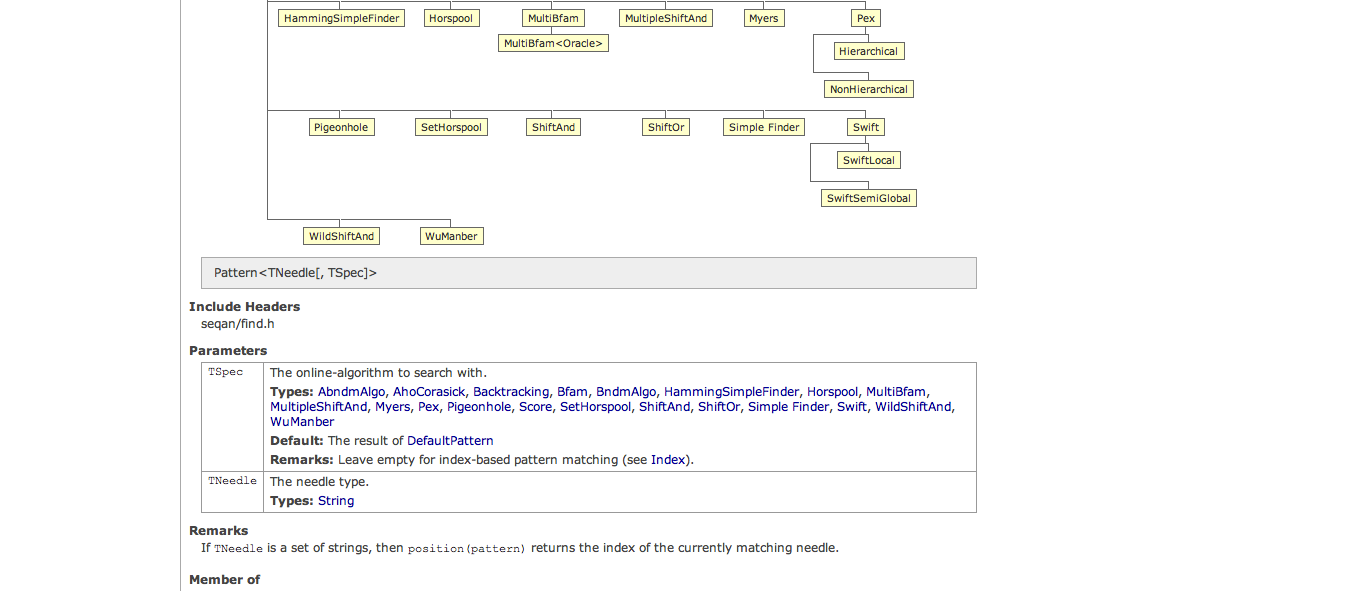 HammingSimpleFinder Horspool MultiBfam MultipleShiftAnd Myers Pex
MultiBfam<Oracle>
Hierarchical
NonHierarchical
Pigeonhole SetHorspool ShiftAnd ShiftOr Simple Finder Swift
SwiftLocal
SwiftSemiGlobal
WildShiftAnd WuManber
Pattern<TNeedle[, TSpec]>
Include Headers
seqan/find.h
Parameters
TSpec The online-algorithm to search with.
Types: AbndmAlgo, AhoCorasick, Backtracking, Bfam, BndmAlgo, HammingSimpleFinder, Horspool, MultiBfam,
MultipleShiftAnd, Myers, Pex, Pigeonhole, Score, SetHorspool, ShiftAnd, ShiftOr, Simple Finder, Swift, WildShiftAnd,
WuManber
Default: The result of DefaultPattern
Remarks: Leave empty for index-based pattern matching (see Index).
TNeedle The needle type.
Types: String
Remarks
If TNeedle is a set of strings, then position(pattern) returns the index of the currently matching needle.
Member of